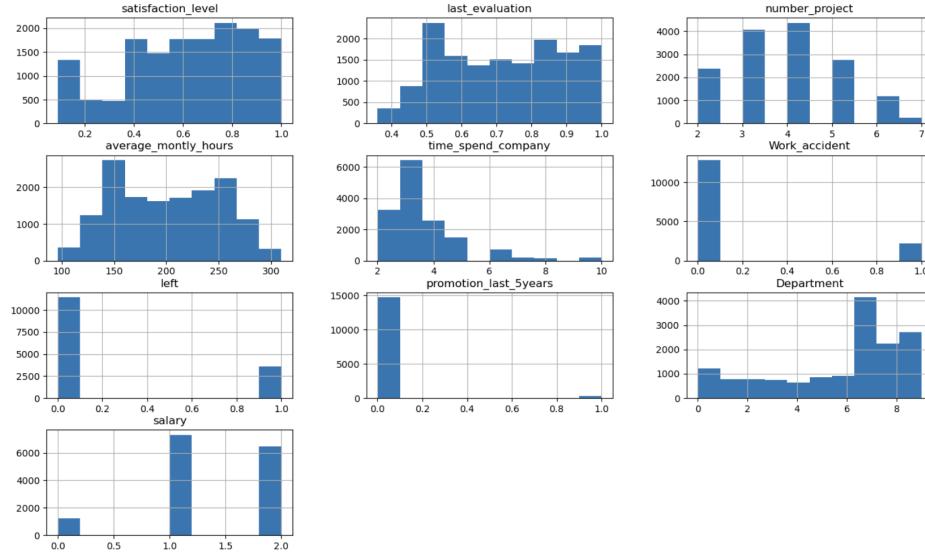 satisfaction_level
2000
1500
1000
500
0
0.2 0.4 0.6 0.8 1.0
last_evaluation
2000
1500
1000
500
0
0.4 0.5 0.6 0.7 0.8 0.9 1.0
number_project
4000
3000
2000
1000
0
2 3 4 5 6 7
average_montly_hours
2000
1000
0
100 150 200 250 300
time_spend_company
6000
4000
2000
0
2 4 6 8 10
Work_accident
10000
5000
0
0.0 0.2 0.4 0.6 0.8 1.0
left
10000
7500
5000
2500
0
0.0 0.2 0.4 0.6 0.8 1.0
promotion_last_5years
15000
10000
5000
0
0.0 0.2 0.4 0.6 0.8 1.0
Department
4000
3000
2000
1000
0
0 2 4 6 8
salary
6000
4000
2000
0
0.0 0.5 1.0 1.5 2.0